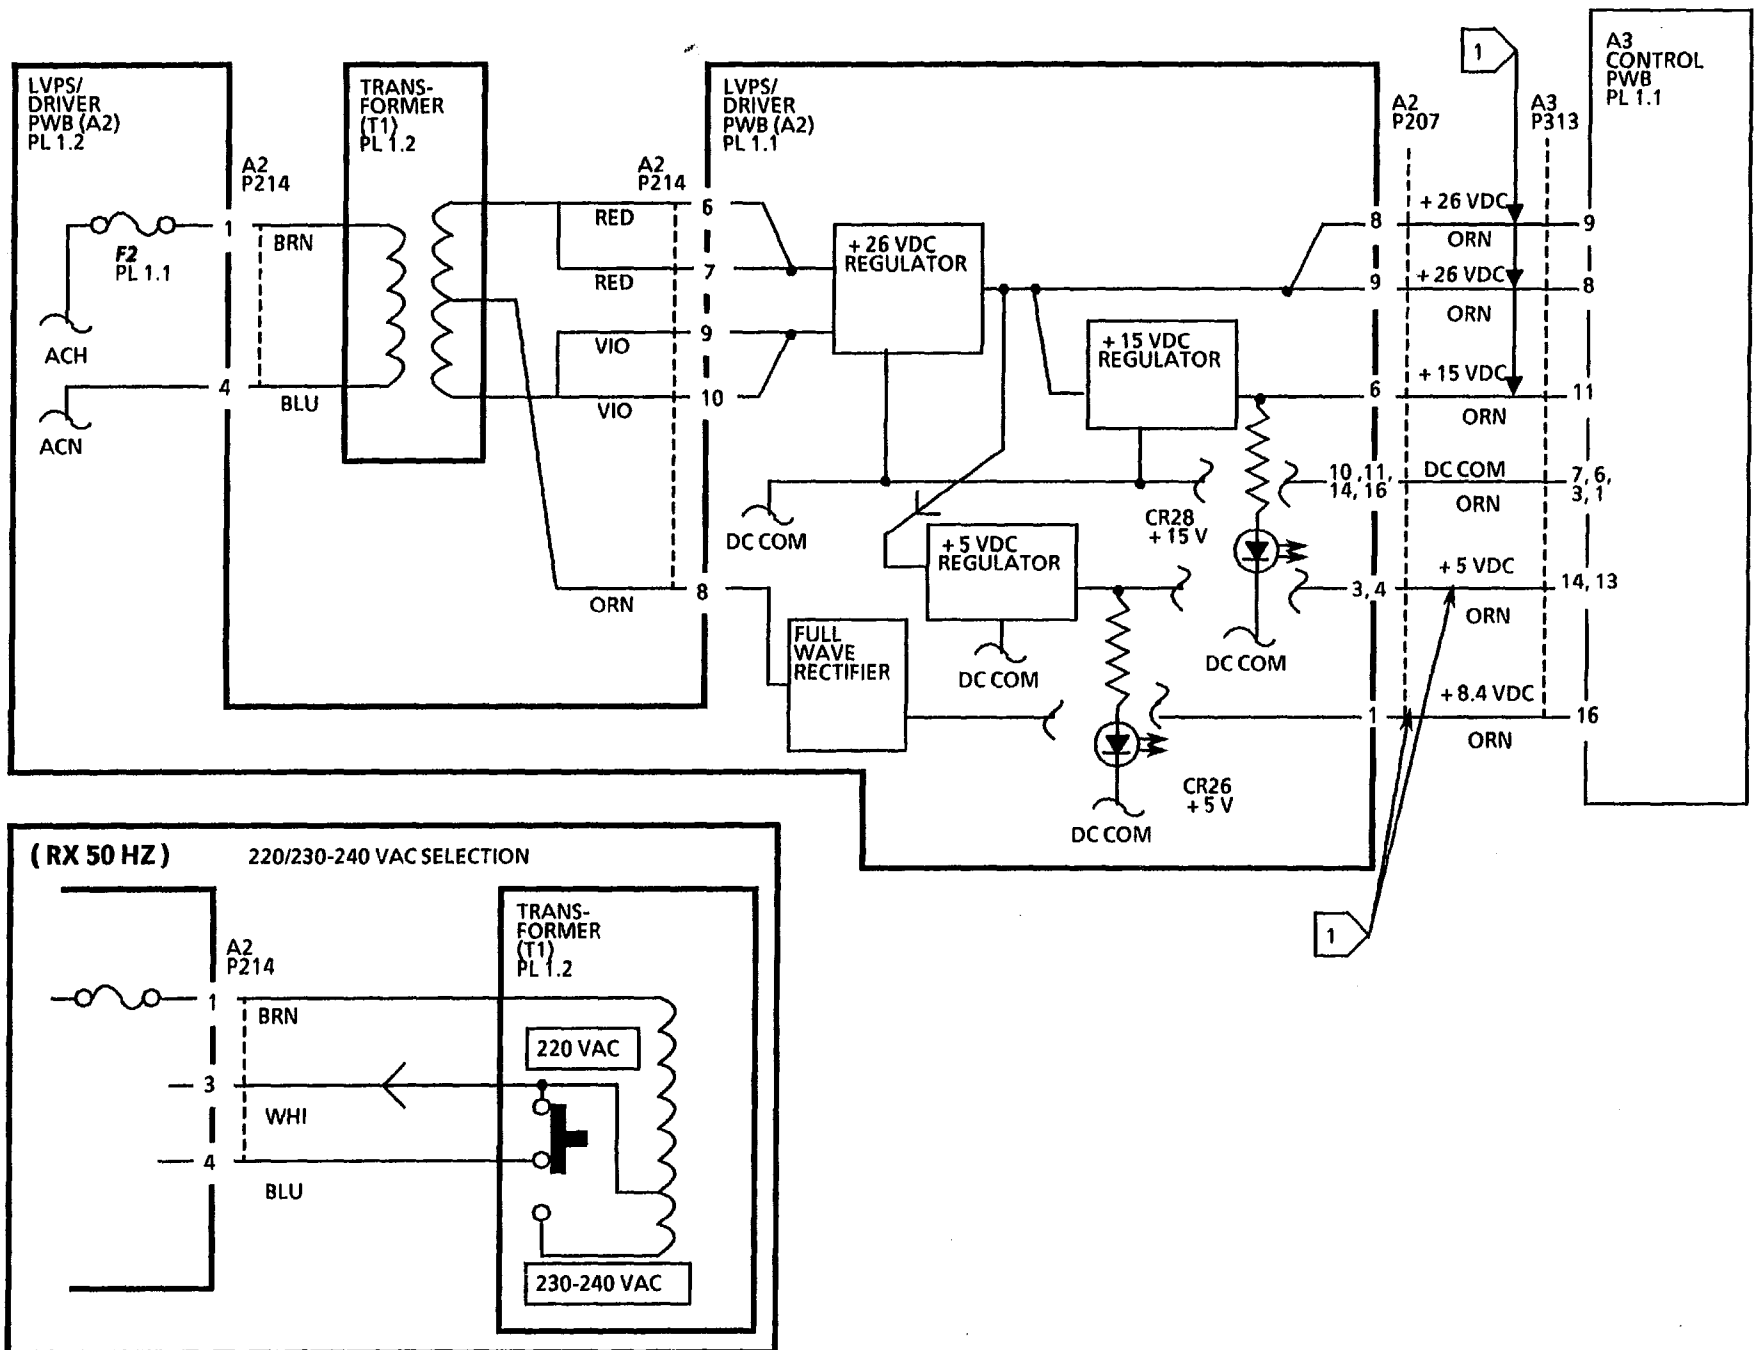 LVPS/
DRIVER
PWB (A2)
PL 1.2
A2
P214
1
BRN
F2
PL 1.1
ACH
4
BLU
ACN
TRANS-
FORMER
(T1)
PL 1.2
A2
P214
RED
6
RED
7
VIO
9
VIO
10
ORN
8
LVPS/
DRIVER
PWB (A2)
PL 1.1
+ 26 VDC
REGULATOR
+ 15 VDC
REGULATOR
DC COM
+ 5 VDC
REGULATOR
DC COM
FULL
WAVE
RECTIFIER
CR28
+ 15 V
DC COM
CR26
+ 5 V
DC COM
1
A2
P207
A3
P313
A3
CONTROL
PWB
PL 1.1
8
+ 26 VDC
ORN
9
9
+ 26 VDC
ORN
8
6
+ 15 VDC
ORN
11
10, 11,
14, 16
DC COM
ORN
7, 6,
3, 1
3, 4
+ 5 VDC
ORN
14, 13
1
+ 8.4 VDC
ORN
16
1
( RX 50 HZ )
220/230-240 VAC SELECTION
A2
P214
1
BRN
3
WHI
4
BLU
TRANS-
FORMER
(T1)
PL 1.2
220 VAC
230-240 VAC